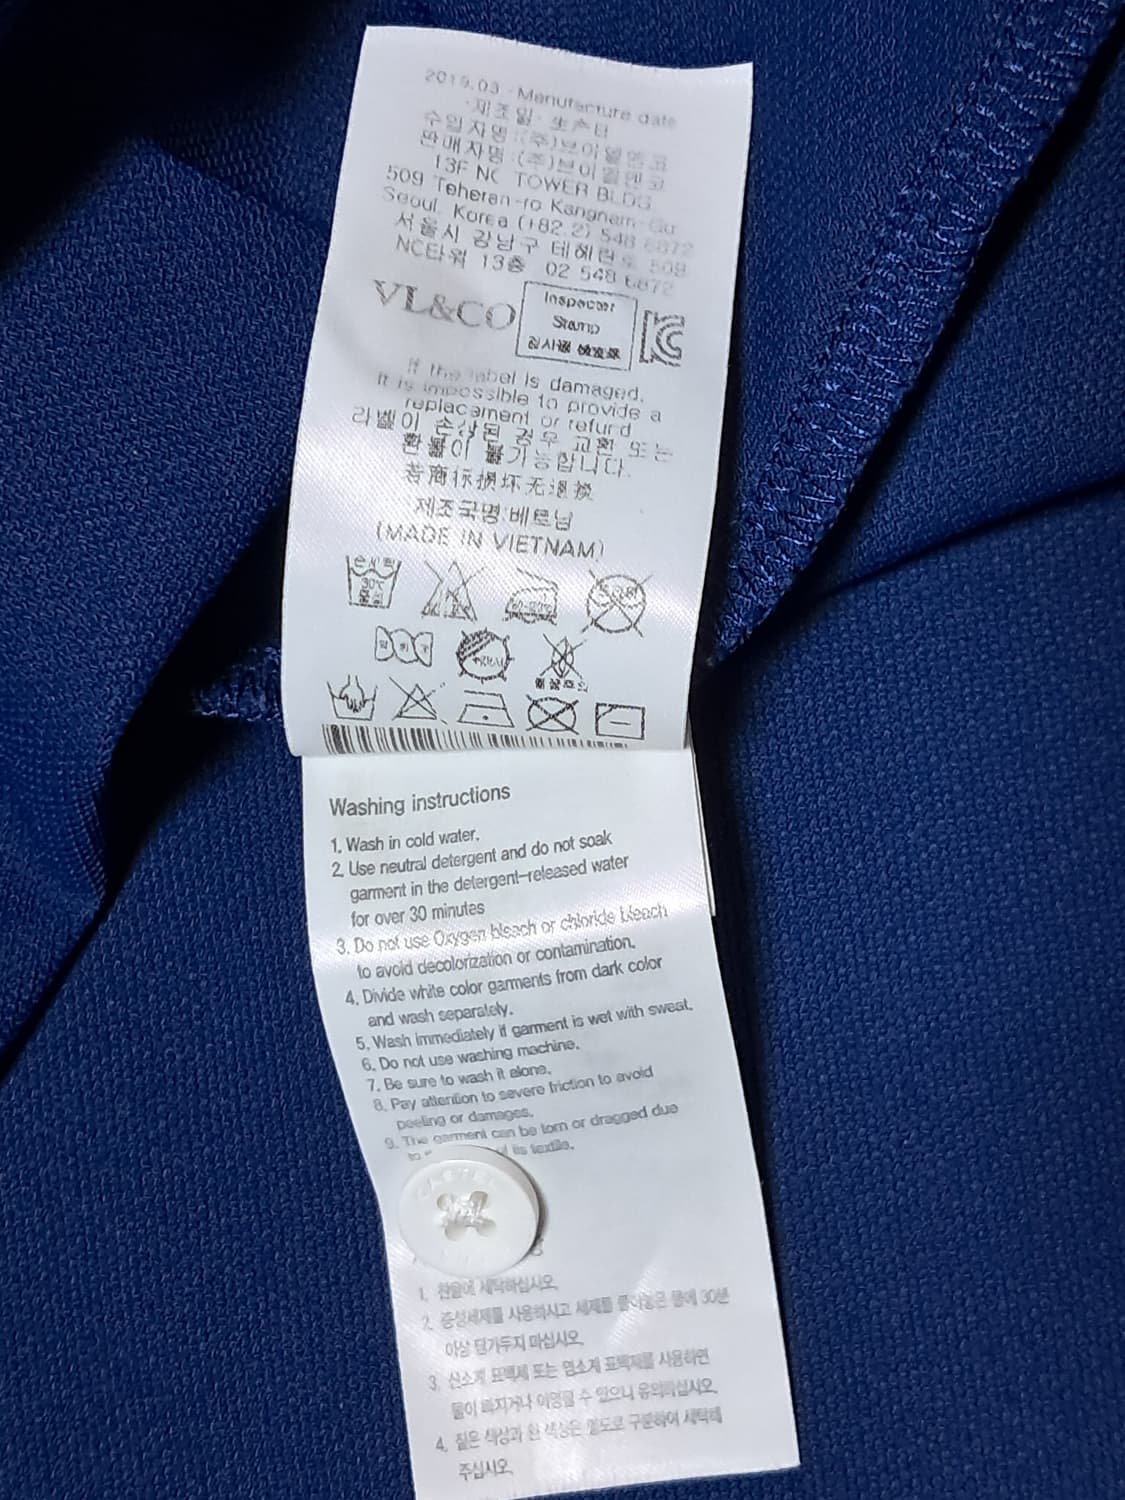 2019.03 · Manufacture date
·제조일· 生产日
수입자명 :(주)브이엘엔코
판매자명 :(주)브이엘엔코
13F NC TOWER BLDG.
509 Teheran-ro Kangnam-Gu
Seoul, Korea (+82.2) 548 6872
서울시 강남구 테헤란로 509
NC타워 13층 02 548 6872
VL&CO
Inspector
Stamp
검사필
If the label is damaged,
it is impossible to provide a
replacement or refund
라벨이 손상된 경우 교환 또는
환불이 불가능합니다.
若商标损坏无退换
제조국명:베트남
(MADE IN VIETNAM)
손세탁
30℃
중성
Washing instructions
1. Wash in cold water.
2. Use neutral detergent and do not soak
garment in the detergent-released water
for over 30 minutes
3. Do not use Oxygen bleach or chloride bleach
to avoid decolorization or contamination.
4. Divide white color garments from dark color
and wash separately.
5. Wash immediately if garment is wet with sweat.
6. Do not use washing machine.
7. Be sure to wash it alone.
8. Pay attention to severe friction to avoid
peeling or damages.
9. The garment can be torn or dragged due
to of its textile.
1. 찬물에 세탁하십시오.
2. 중성세제를 사용하시고 세제를 풀어놓은 물에 30분
이상 담가두지 마십시오.
3. 산소계 표백제 또는 염소계 표백제를 사용하면
물이 빠지거나 이염될 수 있으니 유의하십시오.
4. 짙은 색상과 흰 색상은 별도로 구분하여 세탁해
주십시오.